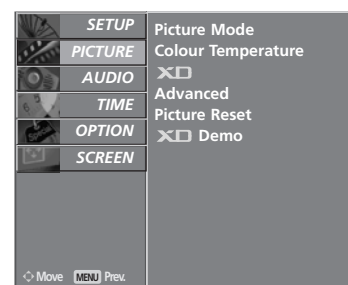 SETUP
PICTURE
AUDIO
TIME
OPTION
SCREEN
Move MENU Prev.
Picture Mode
Colour Temperature
XD
Advanced
Picture Reset
XD Demo